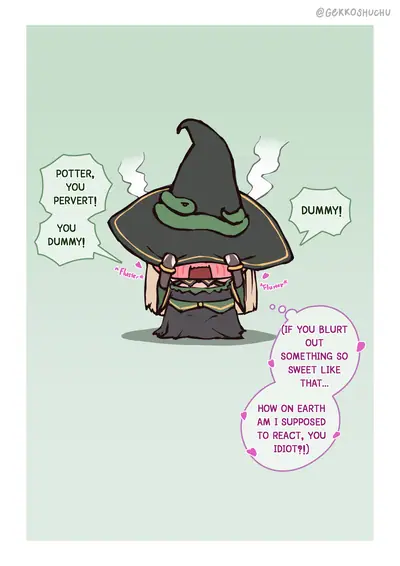 @GEKKOSHUCHU
POTTER,
YOU
PERVERT!
YOU
DUMMY!
DUMMY!
*Fluster*
*Fluster*
(IF YOU BLURT
OUT
SOMETHING SO
SWEET LIKE
THAT...
HOW ON EARTH
AM I SUPPOSED
TO REACT, YOU
IDIOT?!)